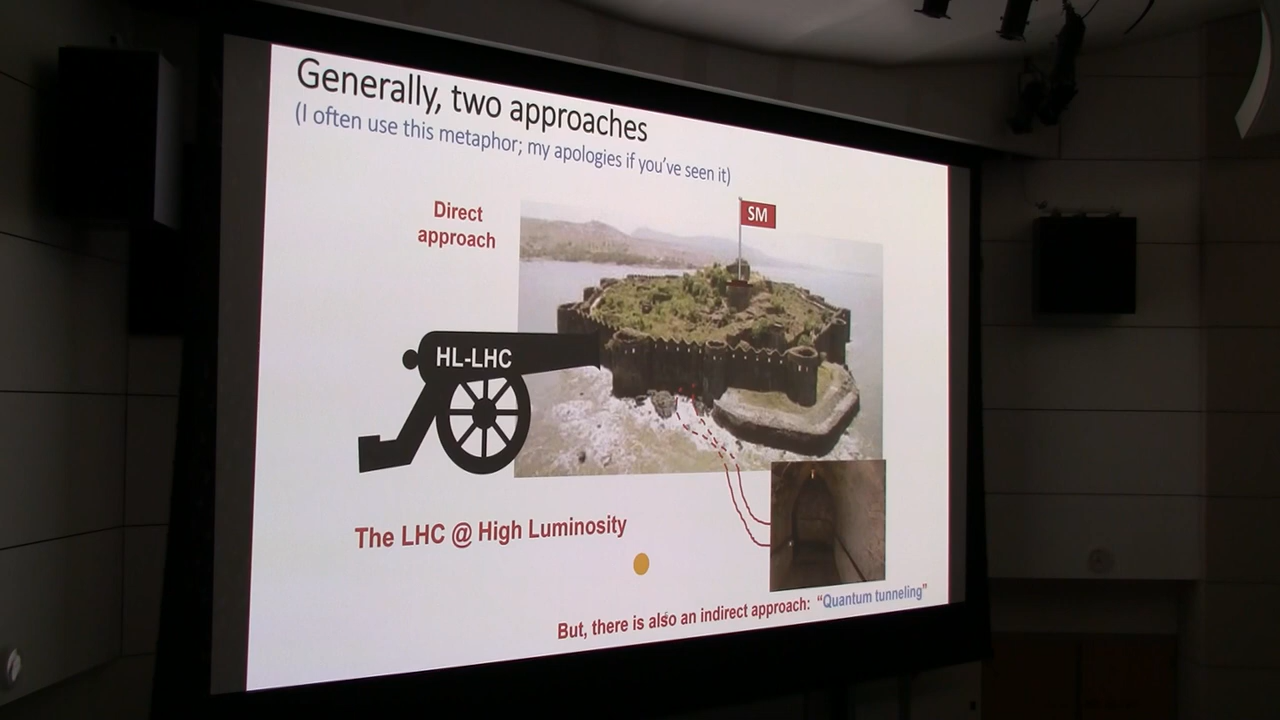 Generally, two approaches
(I often use this metaphor; my apologies if you've seen it)
Direct
approach
SM
HL-LHC
The LHC @ High Luminosity
But, there is also an indirect approach: "Quantum tunneling"